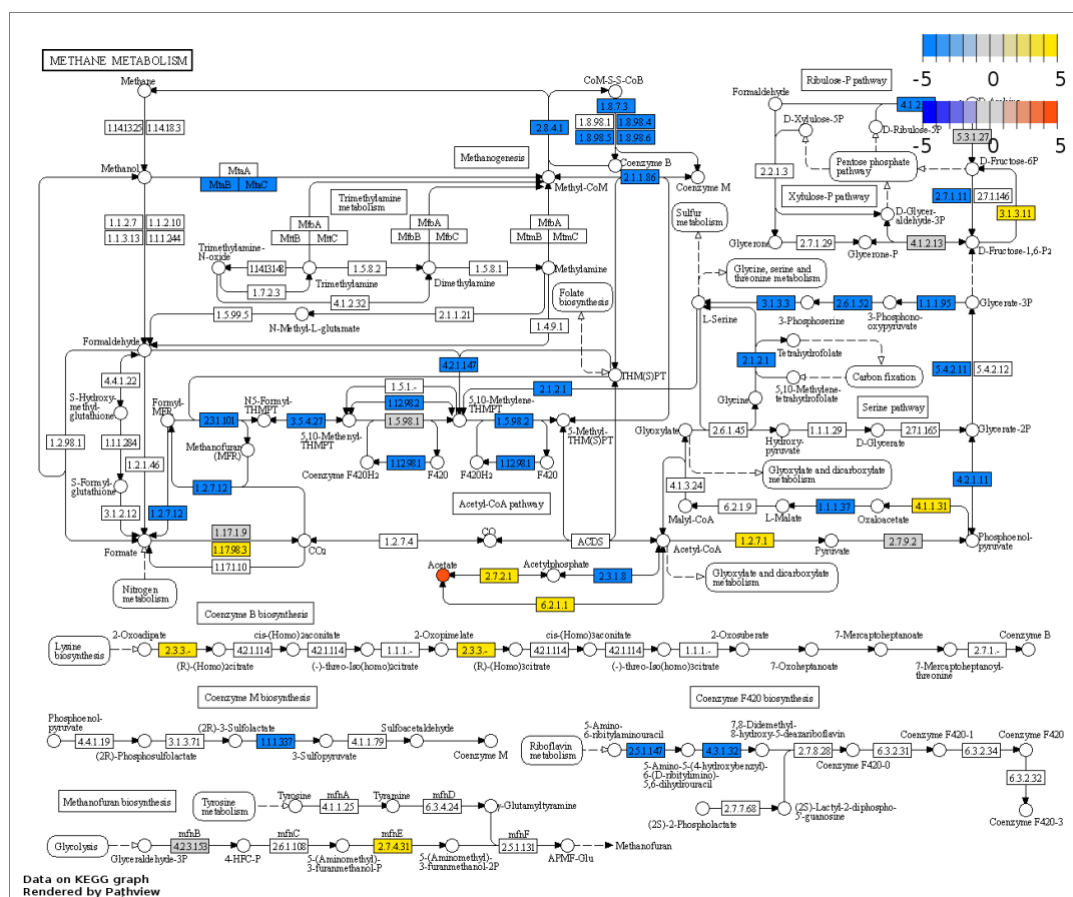 METHANE METABOLISM
Methane
CoM-S-S-CoB
Ribulose-P pathway
-5 0 5
-5 0 5
Formaldehyde
1.8.7.3
4.1.2.
D-Xylulose-5P
D-Ribulose-5P
1.14.13.25 1.14.18.3
2.8.4.1
1.8.98.1 1.8.98.4
1.8.98.5 1.8.98.6
5.3.1.27
Methanogenesis
Coenzyme B
2.1.1.86
Coenzyme M
Pentose phosphate
pathway
D-Fructose-6P
Methanol
MtaA
MtaB MtaC
Methyl-CoM
2.2.1.3
Xylulose-P pathway
2.7.1.11 2.7.1.146
3.1.3.11
Trimethylamine
metabolism
Sulfur
metabolism
D-Glycer-
aldehyde-3P
1.1.2.7 1.1.2.10
1.1.3.13 1.1.1.244
MtbA
MttB MttC
MtbA
MtbB MtbC
MtbA
MtmB MtmC
Glycerone
2.7.1.29
Glycerone-P
4.1.2.13
D-Fructose-1,6-P2
Trimethylamine-
N-oxide
1.14.13.148
1.5.8.2
1.5.8.1
Methylamine
Trimethylamine
Dimethylamine
1.7.2.3
4.1.2.32
Glycine, serine and
threonine metabolism
Folate biosynthesis
1.5.99.5
N-Methyl-L-glutamate
2.1.1.21
1.4.9.1
L-Serine
3.1.3.3
3-Phosphoserine
2.6.1.52
3-Phosphono-
oxypyruvate
1.1.1.95
Glycerate-3P
Formaldehyde
4.2.1.147
THM(S)PT
2.1.2.1
Tetrahydrofolate
Carbon fixation
5,10-Methylene-
tetrahydrofolate
5.4.2.11 5.4.2.12
4.4.1.22
S-Hydroxy-
methyl-glutathione
Formyl-
MFR
N5-Formyl-
THMPT
1.5.1.-
1.12.98.2
5,10-Methylene-
THMPT
2.1.2.1
Glycine
Serine pathway
1.2.98.1
1.1.1.284
2.3.1.101
3.5.4.27
5,10-Methenyl-
THMPT
1.5.98.1
1.5.98.2
5-Methyl-
THM(S)PT
Glyoxylate
2.6.1.45
Hydroxy-
pyruvate
1.1.1.29
D-Glycerate
2.7.1.165
Glycerate-2P
Methanofuran
(MFR)
1.2.1.46
Coenzyme F420H2
1.12.98.1
F420
F420H2
1.12.98.1
F420
Glyoxylate and dicarboxylate
metabolism
S-Formyl-
glutathione
1.2.7.12
1.2.7.12
Acetyl-CoA pathway
4.1.3.24
4.2.1.11
3.1.2.12
Malyl-CoA
6.2.1.9
L-Malate
1.1.1.37
Oxaloacetate
4.1.1.31
Formate
1.17.1.9
1.17.98.3
1.17.1.10
CO2
1.2.7.4
CO
ACDS
Acetyl-CoA
1.2.7.1
Pyruvate
2.7.9.2
Phosphoenol-
pyruvate
Nitrogen
metabolism
Acetate
2.7.2.1
Acetylphosphate
2.3.1.8
6.2.1.1
Glyoxylate and dicarboxylate
metabolism
Coenzyme B biosynthesis
Lysine
biosynthesis
2-Oxoadipate
2.3.3.-
(R)-(Homo)2citrate
4.2.1.114
cis-(Homo)2aconitate
4.2.1.114
(-)-threo-Iso(homo)2citrate
1.1.1.-
2-Oxopimelate
2.3.3.-
(R)-(Homo)3citrate
4.2.1.114
cis-(Homo)3aconitate
4.2.1.114
(-)-threo-Iso(homo)3citrate
1.1.1.-
2-Oxosuberate
7-Oxoheptanoate
7-Mercaptoheptanoate
7-Mercaptoheptanoyl-
threonine
2.7.1.-
Coenzyme B
Coenzyme M biosynthesis
Coenzyme F420 biosynthesis
Phosphoenol-
pyruvate
4.4.1.19
(2R)-Phosphosulfolactate
3.1.3.71
(2R)-3-Sulfolactate
1.1.1.337
3-Sulfopyruvate
4.1.1.79
Sulfoacetaldehyde
Coenzyme M
Riboflavin
metabolism
5-Amino-
6-ribitylaminouracil
2.5.1.147
5-Amino-5-(4-hydroxybenzyl)-
6-(D-ribitylimino)-
5,6-dihydrouracil
4.3.1.32
7,8-Didemethyl-
8-hydroxy-5-deazariboflavin
2.7.8.28
Coenzyme F420-0
6.3.2.31
Coenzyme F420-1
6.3.2.34
Coenzyme F420
6.3.2.32
Coenzyme F420-3
(2S)-2-Phospholactate
2.7.7.68
(2S)-Lactyl-2-diphospho-
5'-guanosine
Methanofuran biosynthesis
Tyrosine
metabolism
Tyrosine
mfnA
4.1.1.25
Tyramine
mfnD
6.3.4.24
γ-Glutamyltyramine
Glycolysis
Glyceraldehyde-3P
mfnB
4.2.3.153
4-HFC-P
mfnC
2.6.1.108
5-(Aminomethyl)-
3-furanmethanol-P
mfnE
2.7.4.31
5-(Aminomethyl)-
3-furanmethanol-2P
mfnF
2.5.1.131
APMF-Glu
Methanofuran
Data on KEGG graph
Rendered by Pathview